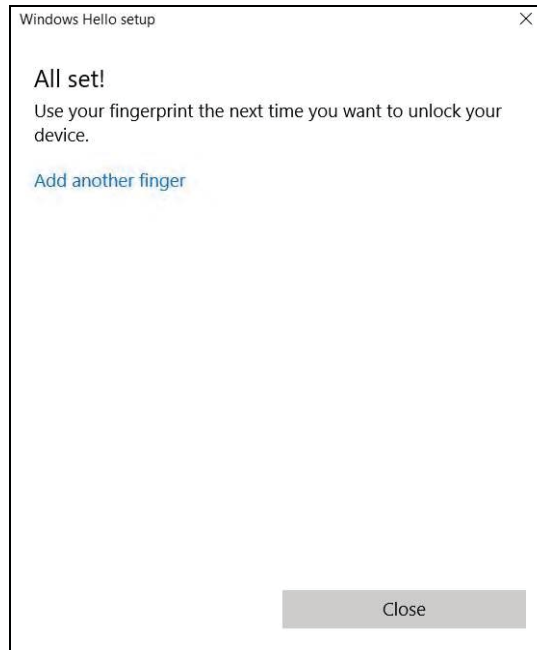 Windows Hello setup
All set!
Use your fingerprint the next time you want to unlock your
device.
Add another finger
Close